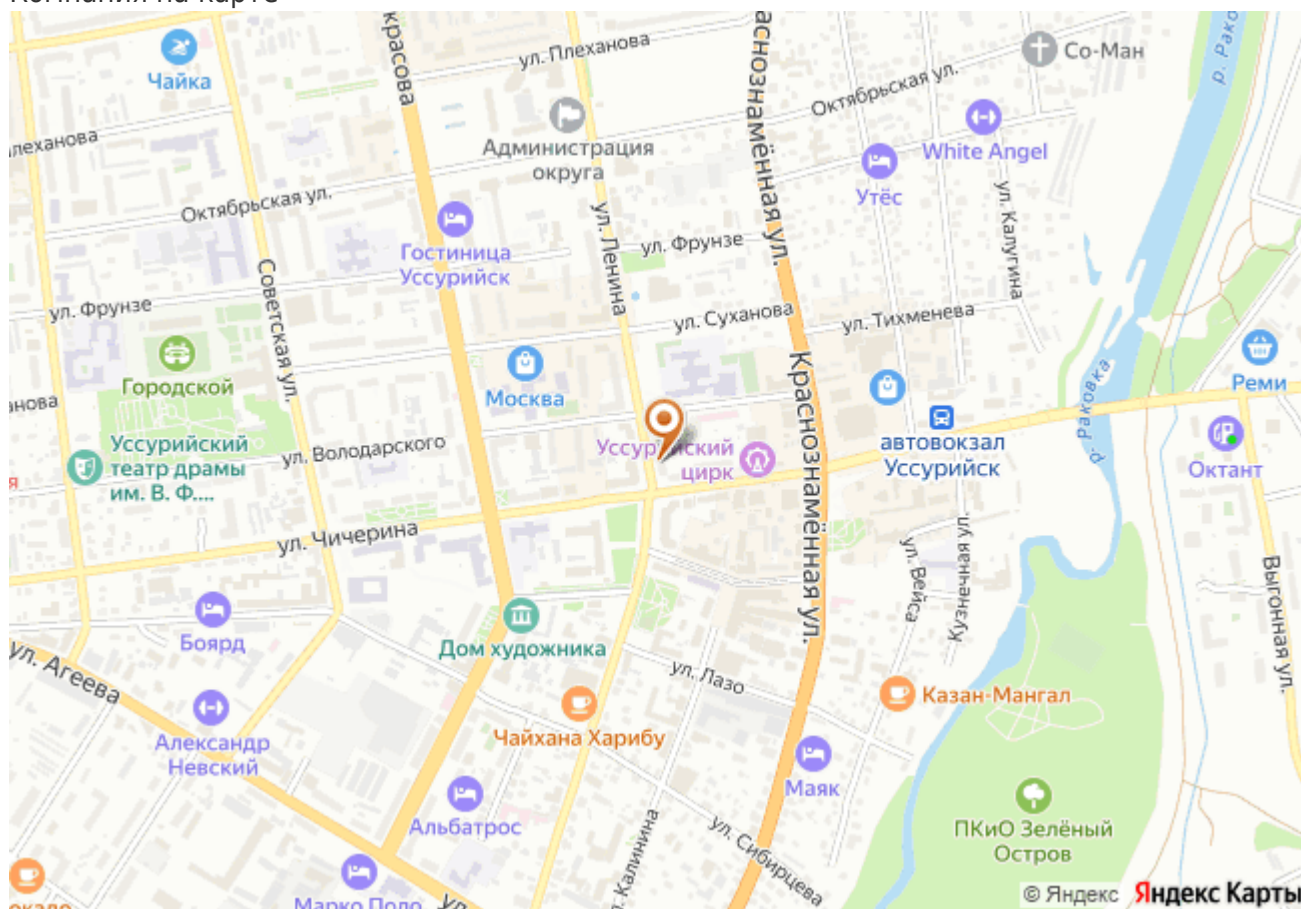 Компания на карте
Чайка
ул. Плеханова
Со-Ман
р. Рако
Октябрьская ул.
White Angel
Администрация
округа
Утёс
Октябрьская ул.
ул. Калугина
Гостиница
Уссурийск
ул. Ленина
ул. Фрунзе
Краснознамённая ул.
ул. Фрунзе
Советская ул.
ул. Суханова
ул. Тихменева
Городской
Москва
Реми
р. Раковка
Уссурийский
театр драмы
им. В. Ф....
ул. Володарского
Уссурийский
цирк
автовокзал
Уссурийск
Октант
ул. Чичерина
Краснознамённая ул.
ул. Вейса
Кузнечная ул.
Выгонная ул.
Боярд
Дом художника
ул. Агеева
ул. Лазо
Казан-Мангал
Александр
Невский
Чайхана Харибу
Маяк
Альбатрос
ПКиО Зелёный
Остров
ул. Калинина
ул. Сибирцева
Марко Поло
© Яндекс Яндекс Карты